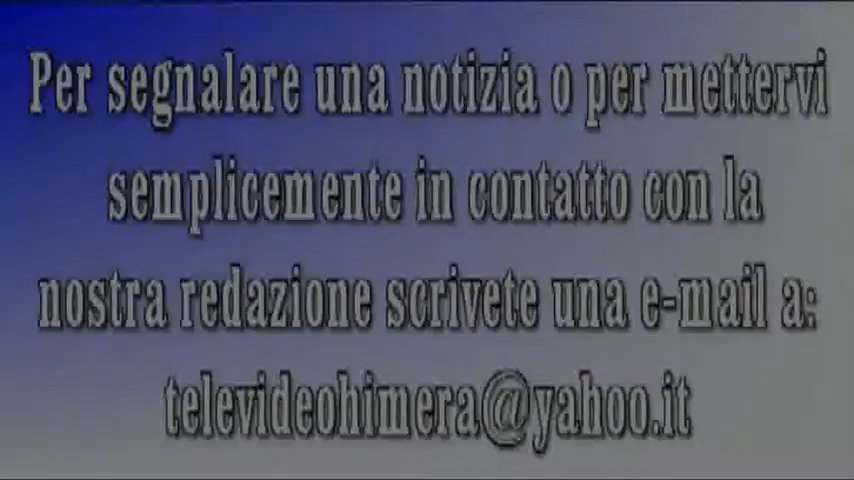 Per segnalare una notizia o per mettervi
semplicemente in contatto con la
nostra redazione scrivete una e-mail a:
televideohimera@yahoo.it